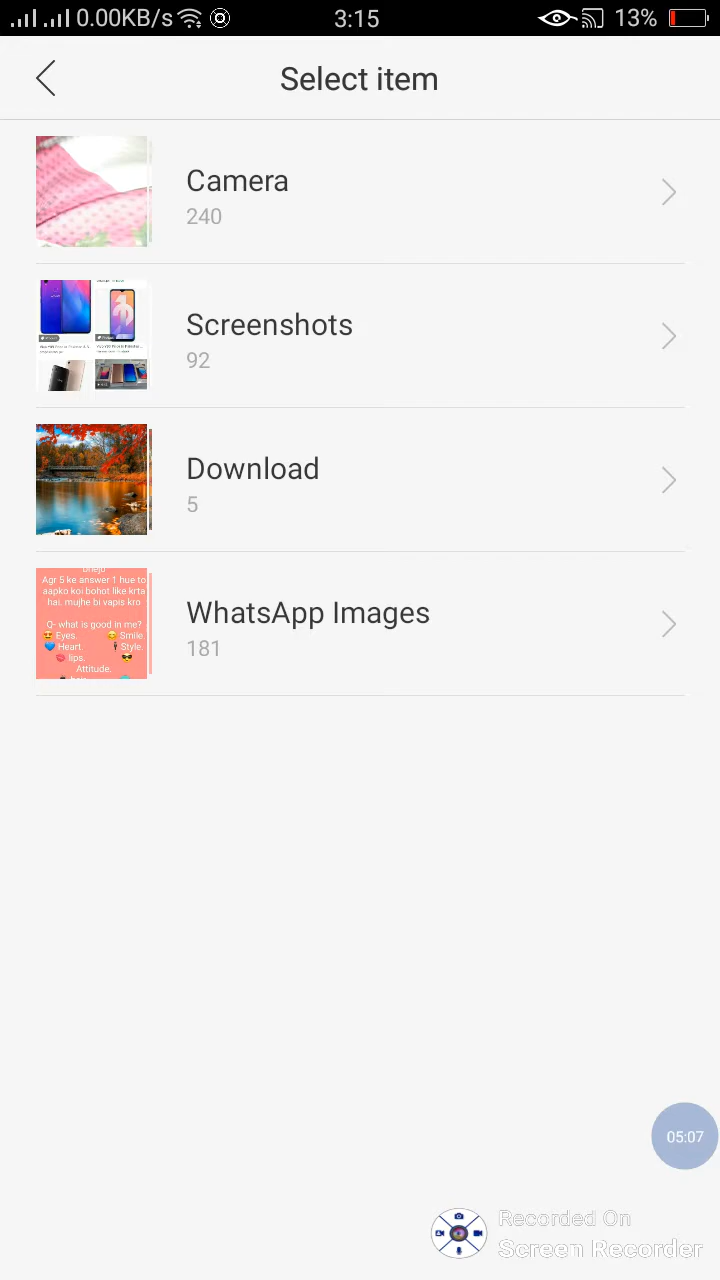 0.00KB/s 3:15 13%
Select item
Camera
240
Screenshots
92
Download
5
bhejo
Agr 5 ke answer 1 hue to
aapko koi bohot like krta
hai. mujhe bi vapis kro
Q- what is good in me?
😍 Eyes. 😄 Smile.
💙 Heart. 🕴 Style.
💋 lips. 😎
Attitude.
WhatsApp Images
181
05:07
Recorded On
Screen Recorder